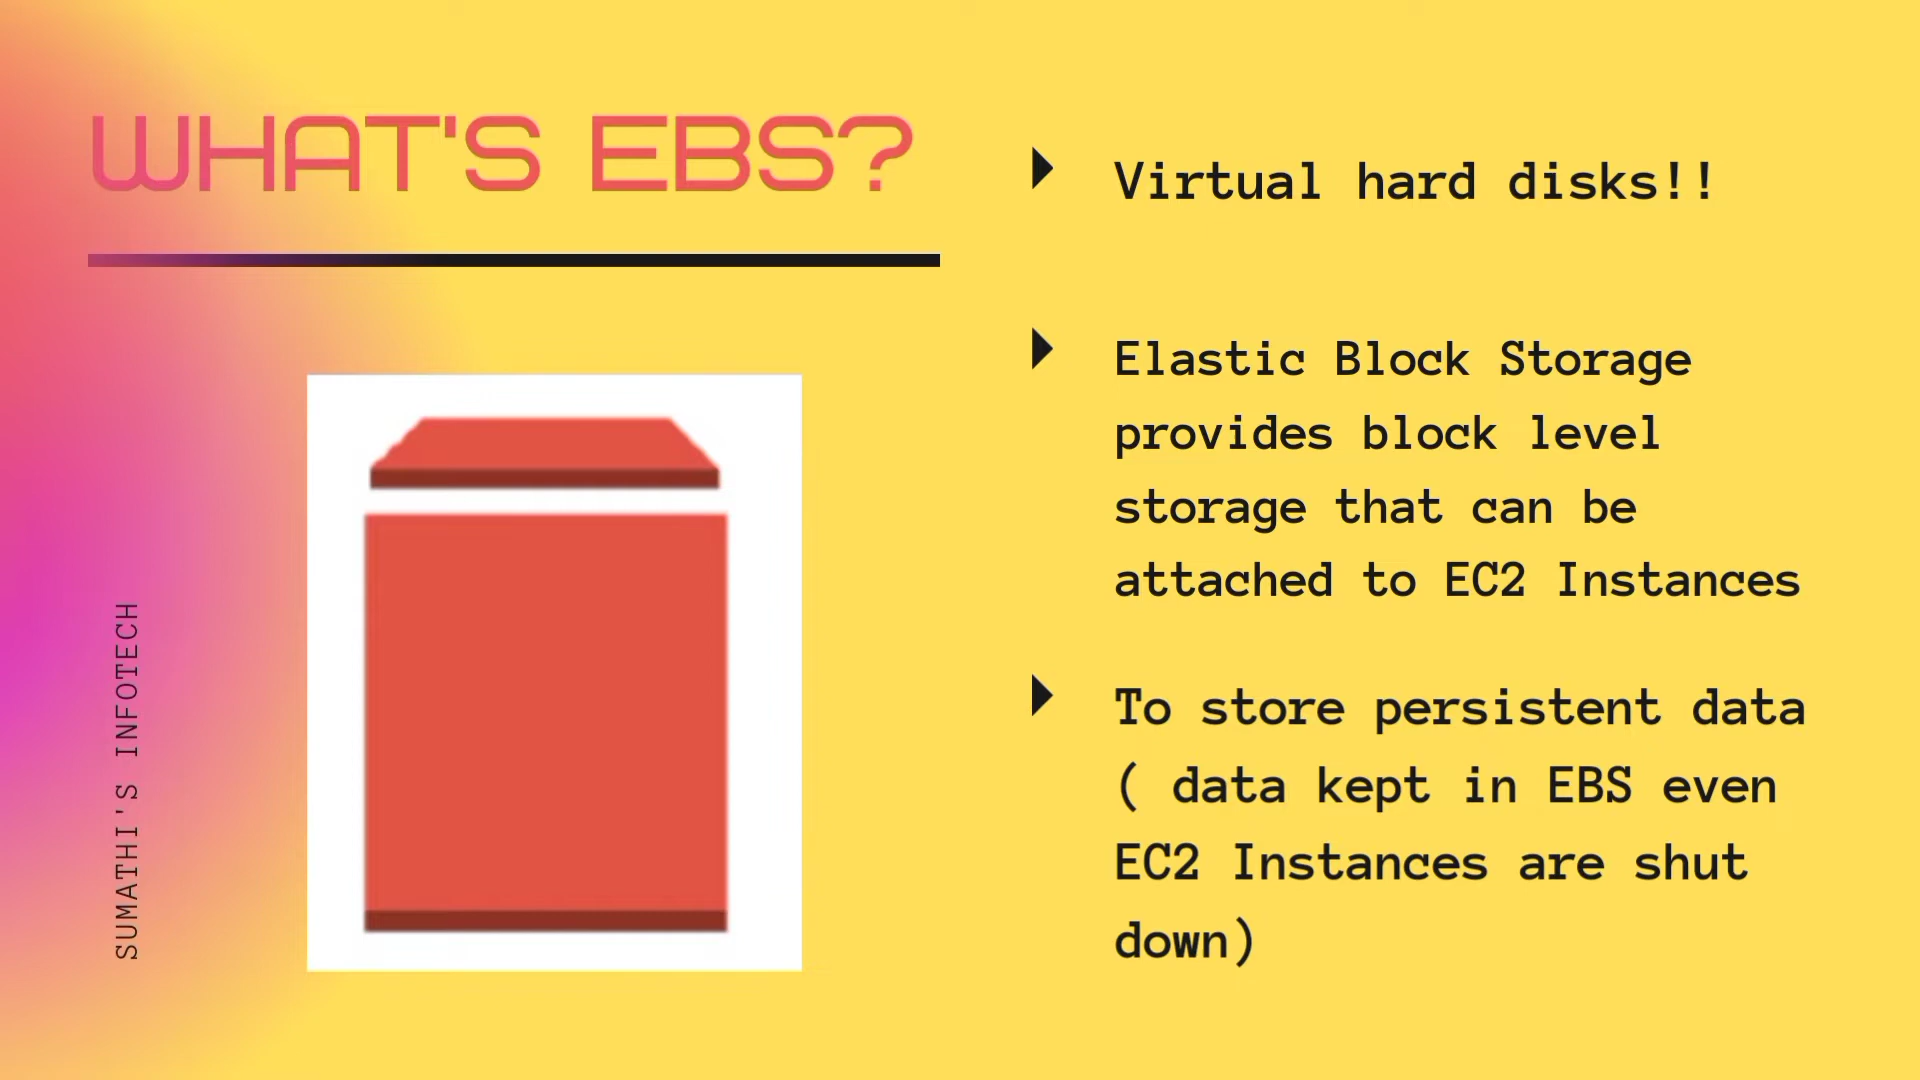 WHAT'S EBS?
Virtual hard disks!!
Elastic Block Storage
provides block level
storage that can be
attached to EC2 Instances
To store persistent data
( data kept in EBS even
EC2 Instances are shut
down)
SUMATHI'S INFOTECH